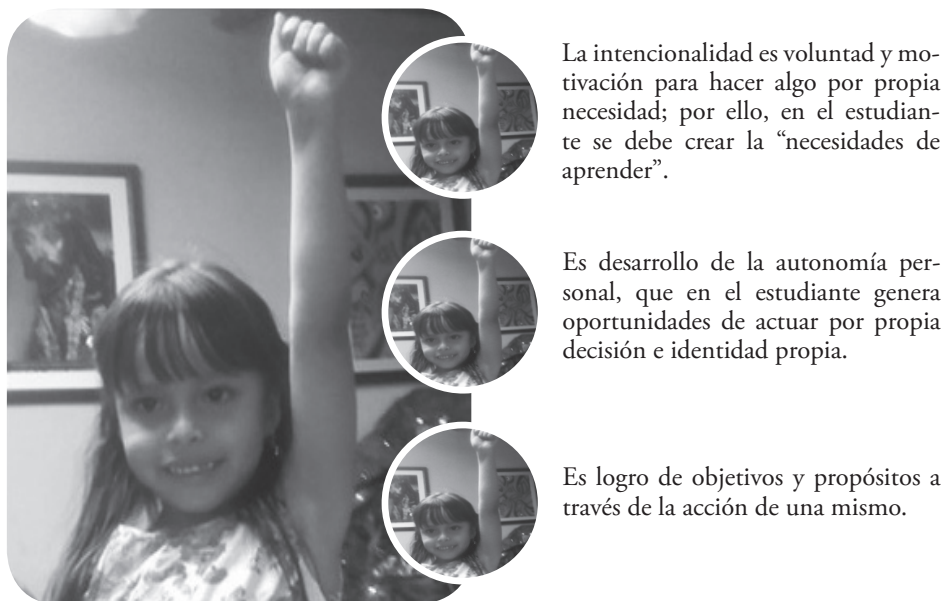 La intencionalidad es voluntad y mo-
tivación para hacer algo por propia
necesidad; por ello, en el estudian-
te se debe crear la “necesidades de
aprender”.
Es desarrollo de la autonomía per-
sonal, que en el estudiante genera
oportunidades de actuar por propia
decisión e identidad propia.
Es logro de objetivos y propósitos a
través de la acción de una mismo.